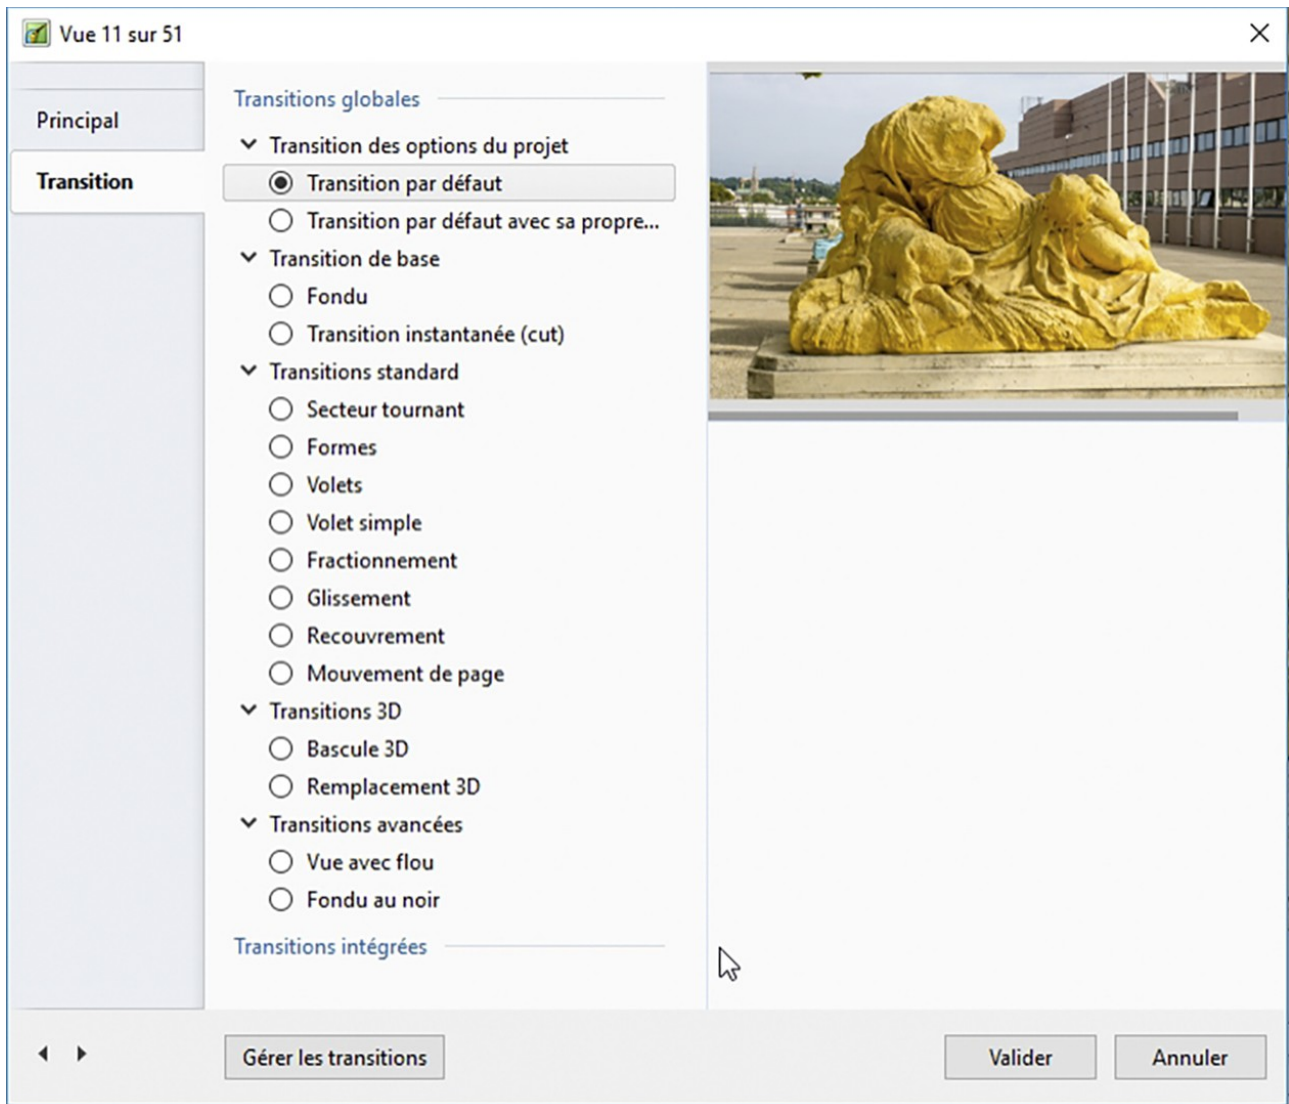 Vue 11 sur 51
Principal
Transition
Transitions globales
Transition des options du projet
Transition par défaut
Transition par défaut avec sa propre...
Transition de base
Fondu
Transition instantanée (cut)
Transitions standard
Secteur tournant
Formes
Volets
Volet simple
Fractionnement
Glissement
Recouvrement
Mouvement de page
Transitions 3D
Bascule 3D
Remplacement 3D
Transitions avancées
Vue avec flou
Fondu au noir
Transitions intégrées
Gérer les transitions
Valider
Annuler